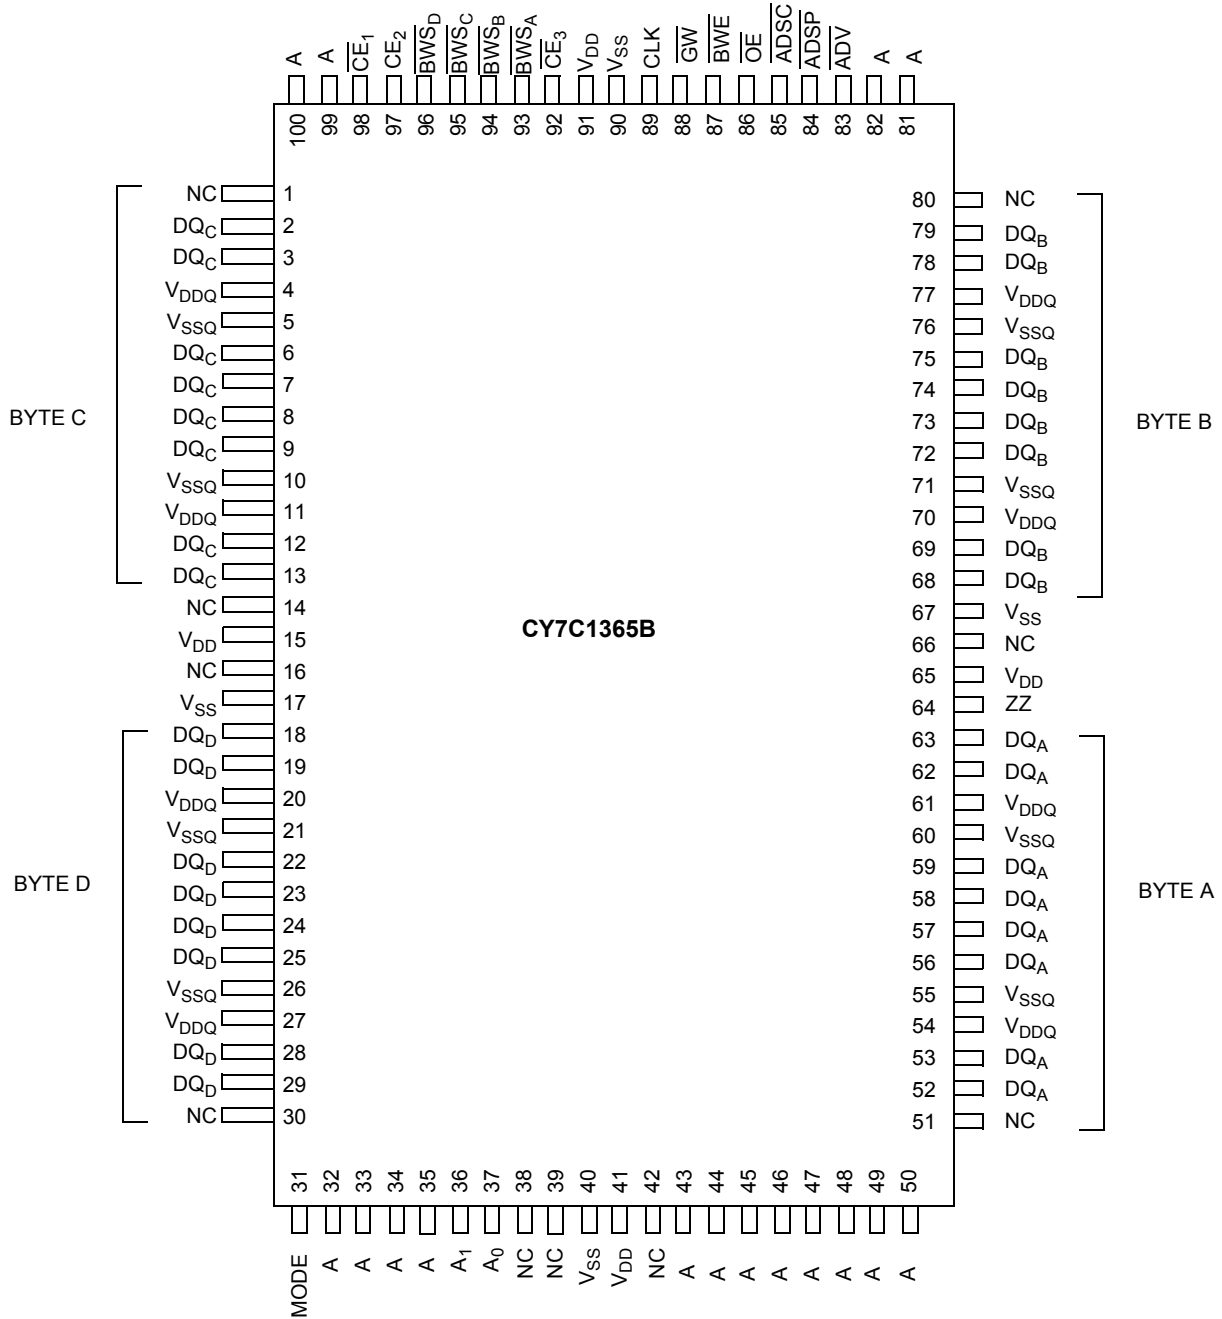 A
A
CE1
CE2
BWSD
BWSC
BWSB
BWSA
CE3
VDD
VSS
CLK
GW
BWE
OE
ADSC
ADSP
ADV
A
A
100
99
98
97
96
95
94
93
92
91
90
89
88
87
86
85
84
83
82
81
BYTE C
NC 1
DQC 2
DQC 3
VDDQ 4
VSSQ 5
DQC 6
DQC 7
DQC 8
DQC 9
VSSQ 10
VDDQ 11
DQC 12
DQC 13
NC 14
VDD 15
NC 16
VSS 17
DQD 18
DQD 19
VDDQ 20
VSSQ 21
DQD 22
DQD 23
DQD 24
DQD 25
VSSQ 26
VDDQ 27
DQD 28
DQD 29
NC 30
BYTE D
CY7C1365B
80 NC
79 DQB
78 DQB
77 VDDQ
76 VSSQ
75 DQB
74 DQB
73 DQB
72 DQB
71 VSSQ
70 VDDQ
69 DQB
68 DQB
67 VSS
66 NC
65 VDD
64 ZZ
63 DQA
62 DQA
61 VDDQ
60 VSSQ
59 DQA
58 DQA
57 DQA
56 DQA
55 VSSQ
54 VDDQ
53 DQA
52 DQA
51 NC
BYTE B
BYTE A
31
32
33
34
35
36
37
38
39
40
41
42
43
44
45
46
47
48
49
50
MODE
A
A
A
A
A1
A0
NC
NC
VSS
VDD
NC
A
A
A
A
A
A
A
A